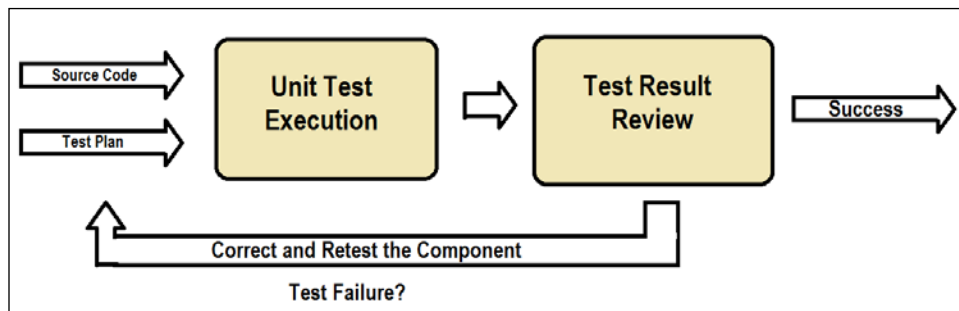 Source Code
Test Plan
Unit Test
Execution
Test Result
Review
Success
Correct and Retest the Component
Test Failure?